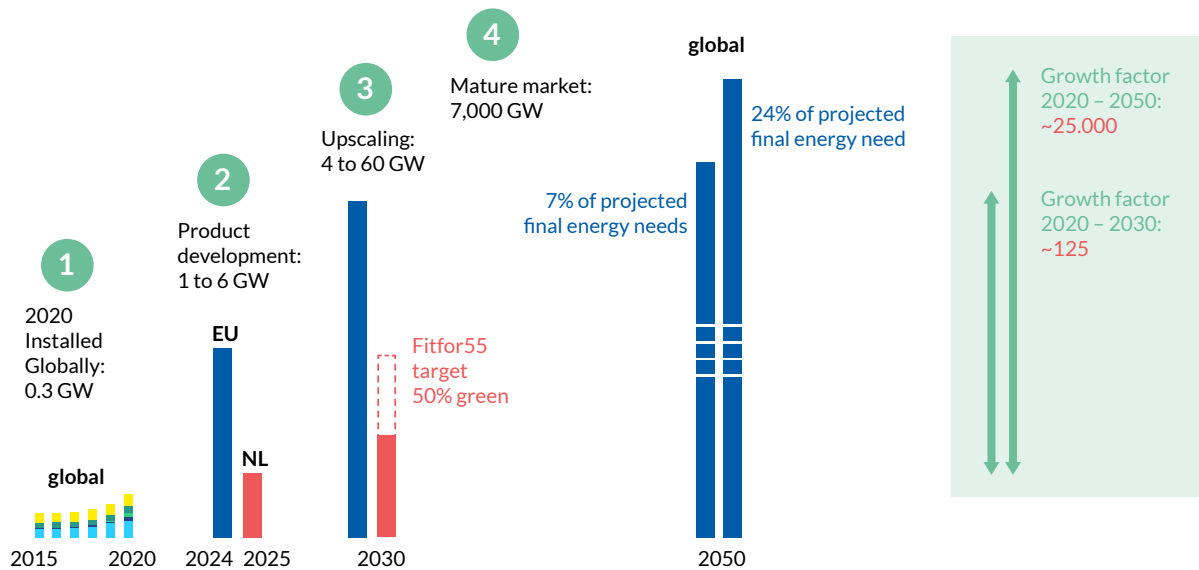 1
2020
Installed
Globally:
0.3 GW
global
2015
2020
2
Product
development:
1 to 6 GW
EU
NL
2024
2025
3
Upscaling:
4 to 60 GW
Fitfor55
target
50% green
2030
4
Mature market:
7,000 GW
global
24% of projected
final energy need
7% of projected
final energy needs
2050
Growth factor
2020 – 2050:
~25.000
Growth factor
2020 – 2030:
~125